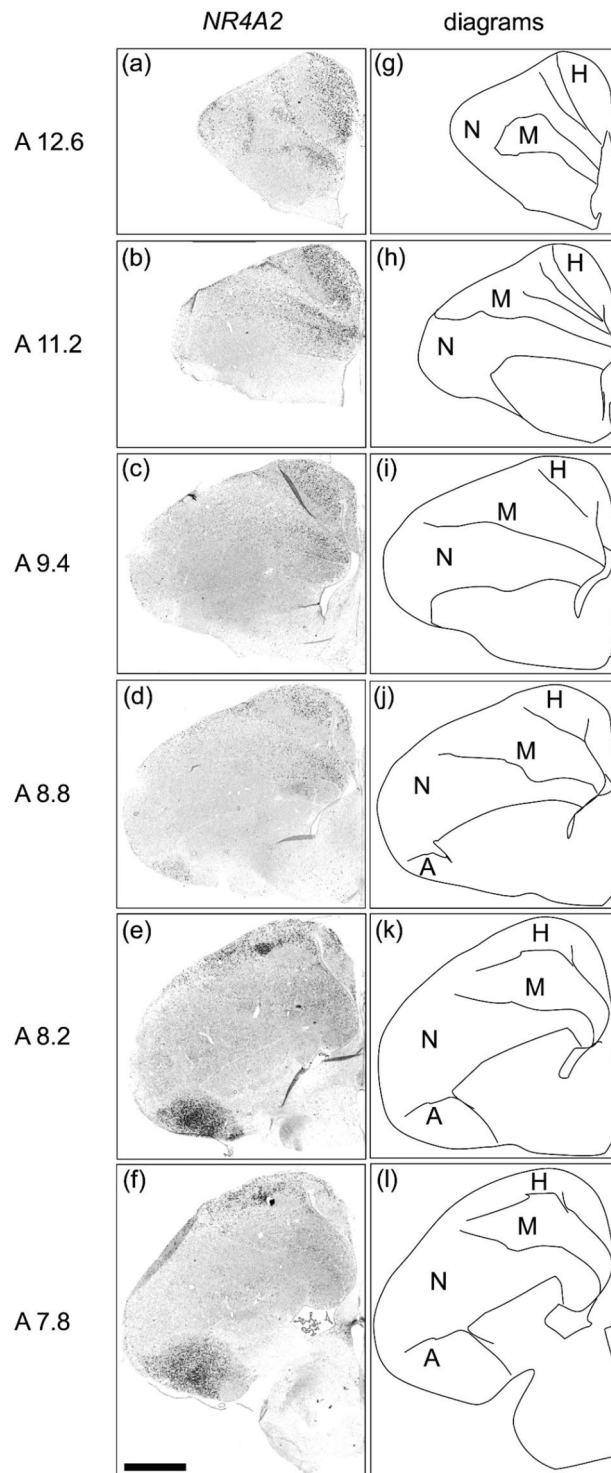 NR4A2 diagrams
(a) (g) H
A 12.6 N M
(b) (h) H
M
A 11.2 N
(c) (i) H
M
A 9.4 N
(d) (j) H
A 8.8 M
N
A
(e) (k) H
M
A 8.2 N
A
(f) (l) H
M
N
A 7.8
A